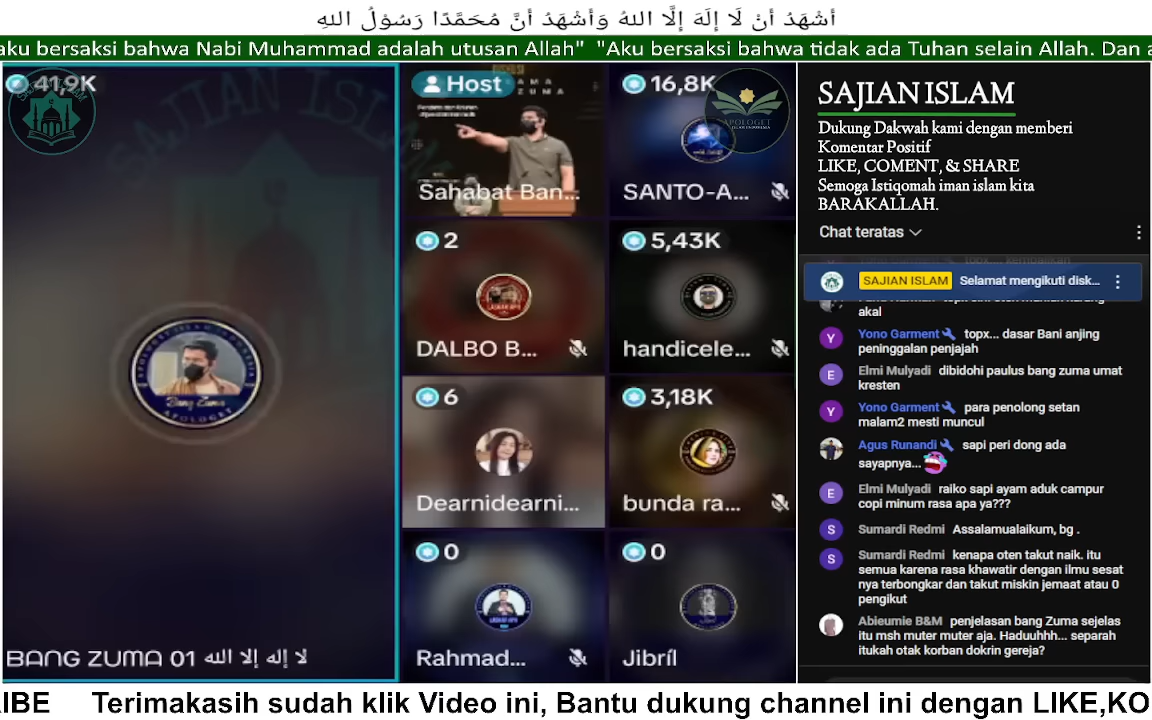 أَشْهَدُ أَنْ لَا إِلَهَ إِلَّا اللهُ وَأَشْهَدُ أَنَّ مُحَمَّدًا رَسُوْلُ اللهِ
aku bersaksi bahwa Nabi Muhammad adalah utusan Allah" "Aku bersaksi bahwa tidak ada Tuhan selain Allah. Dan a
41,9K
BANG ZUMA 01 لا إله إلا الله
Host
Sahabat Ban...
16,8K
SANTO-A...
2
DALBO B...
5,43K
handicele...
6
Dearnidearni...
3,18K
bunda ra...
0
Rahmad...
0
Jibríl
SAJIAN ISLAM
Dukung Dakwah kami dengan memberi
Komentar Positif
LIKE, COMENT, & SHARE
Semoga Istiqomah iman islam kita
BARAKALLAH.
Chat teratas
SAJIAN ISLAM Selamat mengikuti disk...
akal
Yono Garment topx... dasar Bani anjing
peninggalan penjajah
Elmi Mulyadi dibidohi paulus bang zuma umat
kresten
Yono Garment para penolong setan
malam2 mesti muncul
Agus Runandi sapi peri dong ada
sayapnya...
Elmi Mulyadi raiko sapi ayam aduk campur
copi minum rasa apa ya???
Sumardi Redmi Assalamualaikum, bg .
Sumardi Redmi kenapa oten takut naik. itu
semua karena rasa khawatir dengan ilmu sesat
nya terbongkar dan takut miskin jemaat atau 0
pengikut
Abieumie B&M penjelasan bang Zuma sejelas
itu msh muter muter aja. Haduuhhh... separah
itukah otak korban dokrin gereja?
IBE Terimakasih sudah klik Video ini, Bantu dukung channel ini dengan LIKE,KO